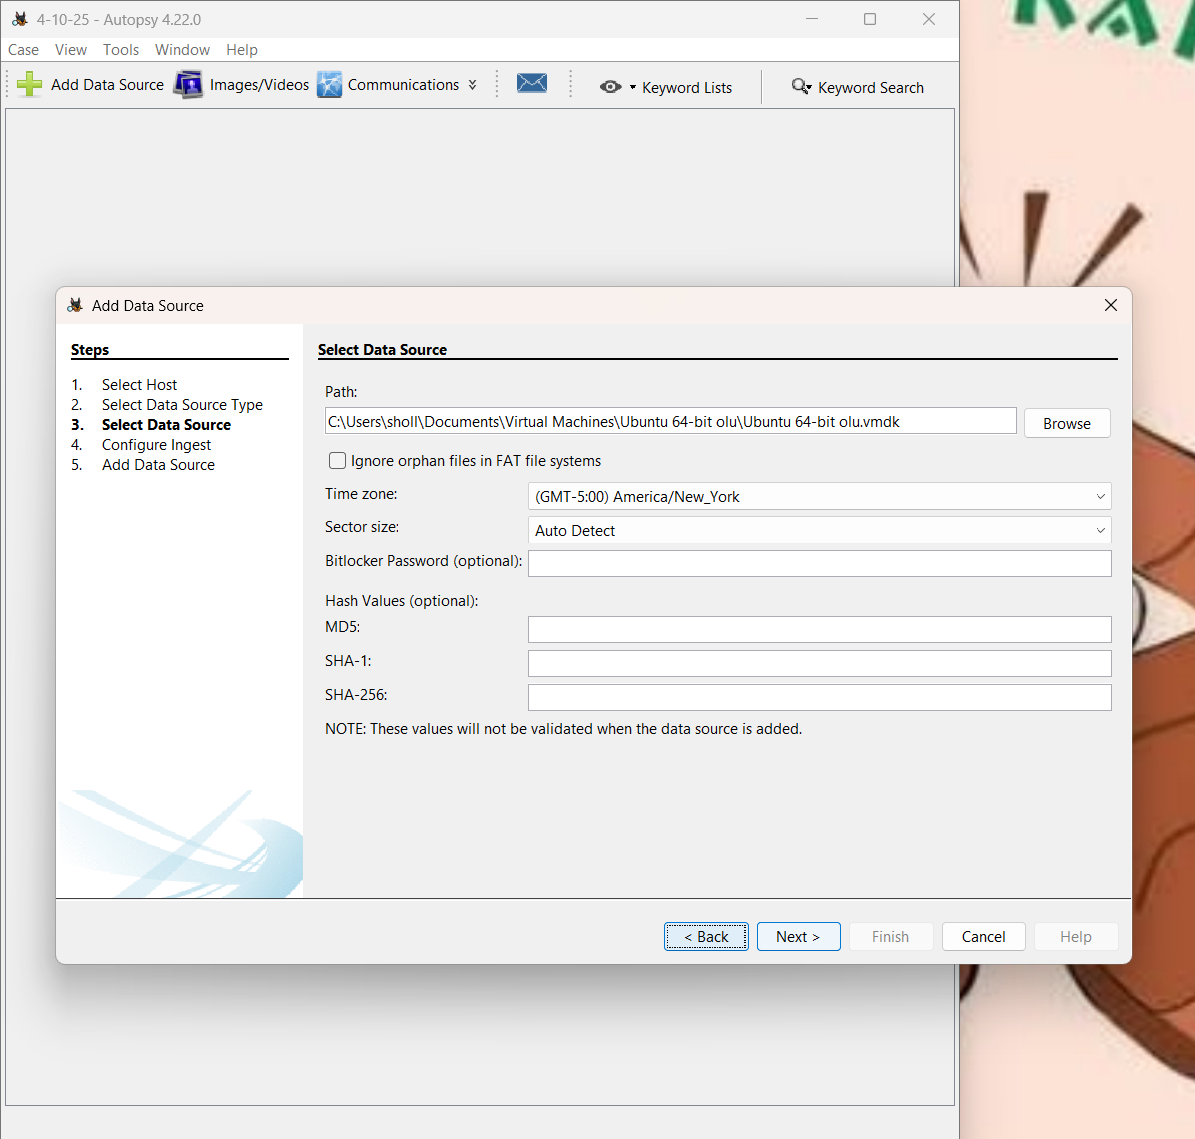 4-10-25 - Autopsy 4.22.0
Case View Tools Window Help
Add Data Source Images/Videos Communications Keyword Lists Keyword Search
Add Data Source
Steps
1. Select Host
2. Select Data Source Type
3. Select Data Source
4. Configure Ingest
5. Add Data Source
Select Data Source
Path:
C:\Users\sholl\Documents\Virtual Machines\Ubuntu 64-bit olu\Ubuntu 64-bit olu.vmdk
Browse
Ignore orphan files in FAT file systems
Time zone: (GMT-5:00) America/New_York
Sector size: Auto Detect
Bitlocker Password (optional):
Hash Values (optional):
MD5:
SHA-1:
SHA-256:
NOTE: These values will not be validated when the data source is added.
< Back Next > Finish Cancel Help